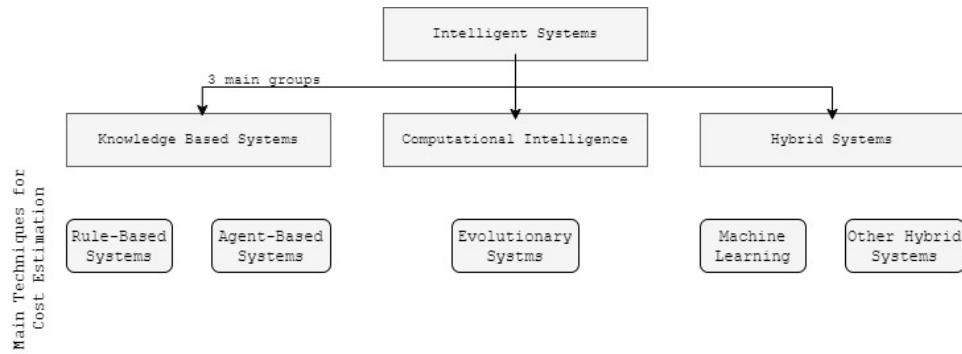 Intelligent Systems
3 main groups
Knowledge Based Systems
Computational Intelligence
Hybrid Systems
Main Techniques for
Cost Estimation
Rule-Based
Systems
Agent-Based
Systems
Evolutionary
Systms
Machine
Learning
Other Hybrid
Systems